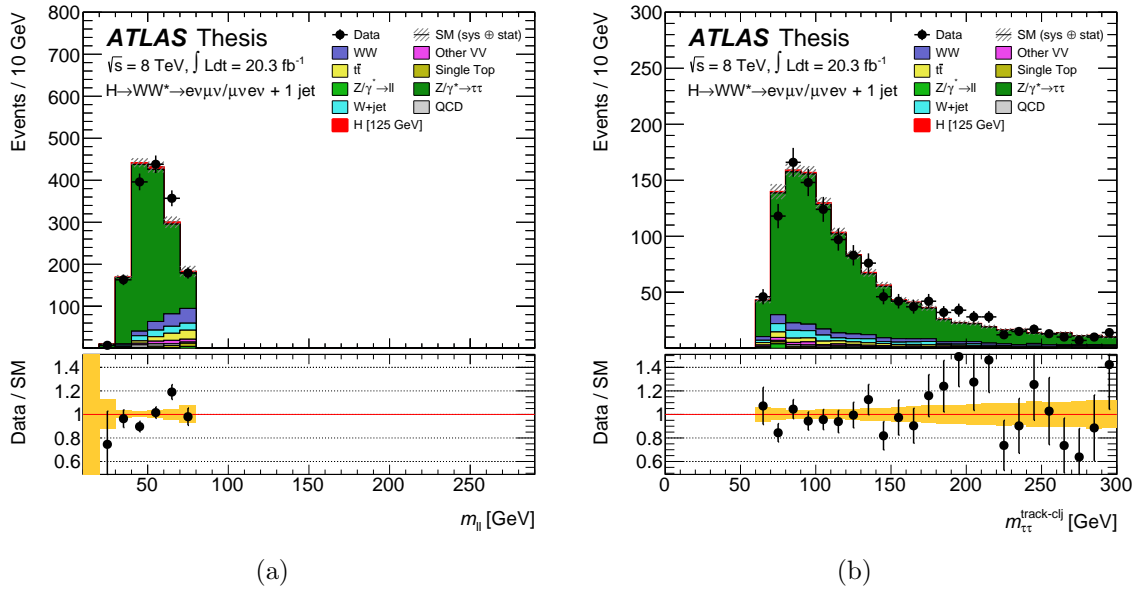 Events / 10 GeV
800
700
600
500
400
300
200
100
ATLAS Thesis
√s = 8 TeV, ∫ Ldt = 20.3 fb⁻¹
H→WW*→eνμν/μνeν + 1 jet
Data
SM (sys ⊕ stat)
WW
Other VV
tt̄
Single Top
Z/γ*→ll
Z/γ*→ττ
W+jet
QCD
H [125 GeV]
Data / SM
1.4
1.2
1
0.8
0.6
50 100 150 200 250
m_ll [GeV]
(a)
Events / 10 GeV
300
250
200
150
100
50
ATLAS Thesis
√s = 8 TeV, ∫ Ldt = 20.3 fb⁻¹
H→WW*→eνμν/μνeν + 1 jet
Data
SM (sys ⊕ stat)
WW
Other VV
tt̄
Single Top
Z/γ*→ll
Z/γ*→ττ
W+jet
QCD
H [125 GeV]
Data / SM
1.4
1.2
1
0.8
0.6
0 50 100 150 200 250 300
m_ττ^track-clj [GeV]
(b)